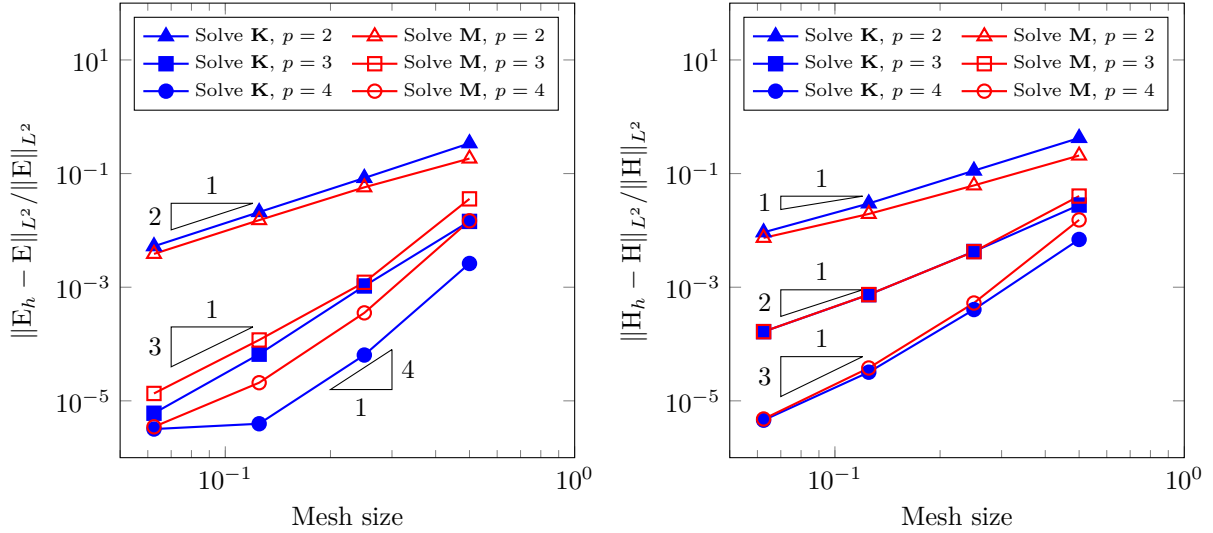 Solve K, p = 2 Solve M, p = 2
Solve K, p = 3 Solve M, p = 3
Solve K, p = 4 Solve M, p = 4
10^1
10^{-1}
10^{-3}
10^{-5}
‖E_h − E‖_{L^2}/‖E‖_{L^2}
1
2
1
3
4
1
10^{-1}
10^0
Mesh size
Solve K, p = 2 Solve M, p = 2
Solve K, p = 3 Solve M, p = 3
Solve K, p = 4 Solve M, p = 4
10^1
10^{-1}
10^{-3}
10^{-5}
‖H_h − H‖_{L^2}/‖H‖_{L^2}
1
1
1
2
1
3
10^{-1}
10^0
Mesh size